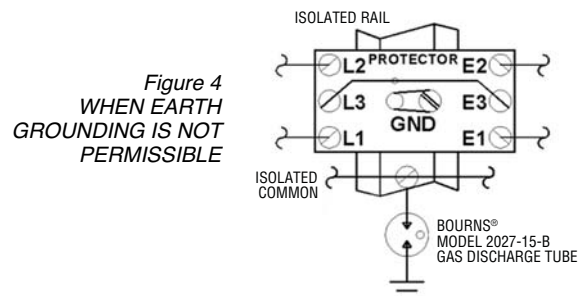 ISOLATED RAIL
Figure 4
WHEN EARTH
GROUNDING IS NOT
PERMISSIBLE
L2 PROTECTOR E2
L3 E3
GND
L1 E1
ISOLATED
COMMON
BOURNS®
MODEL 2027-15-B
GAS DISCHARGE TUBE